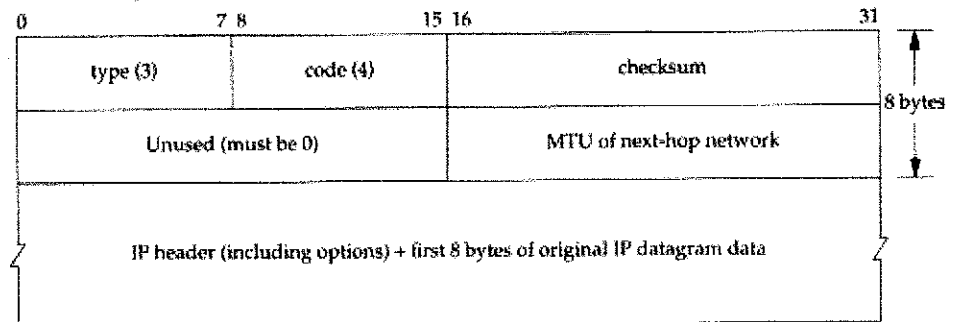 0 7 8 15 16 31
type (3) code (4) checksum
8 bytes
Unused (must be 0) MTU of next-hop network
IP header (including options) + first 8 bytes of original IP datagram data